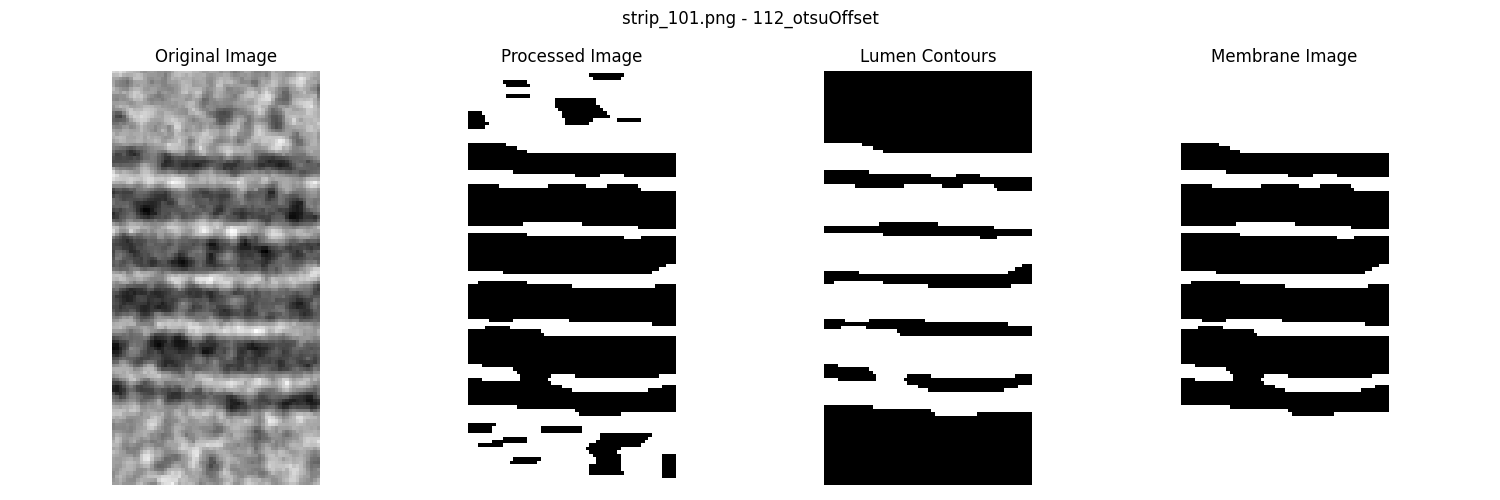 strip_101.png - 112_otsuOffset
Original Image
Processed Image
Lumen Contours
Membrane Image